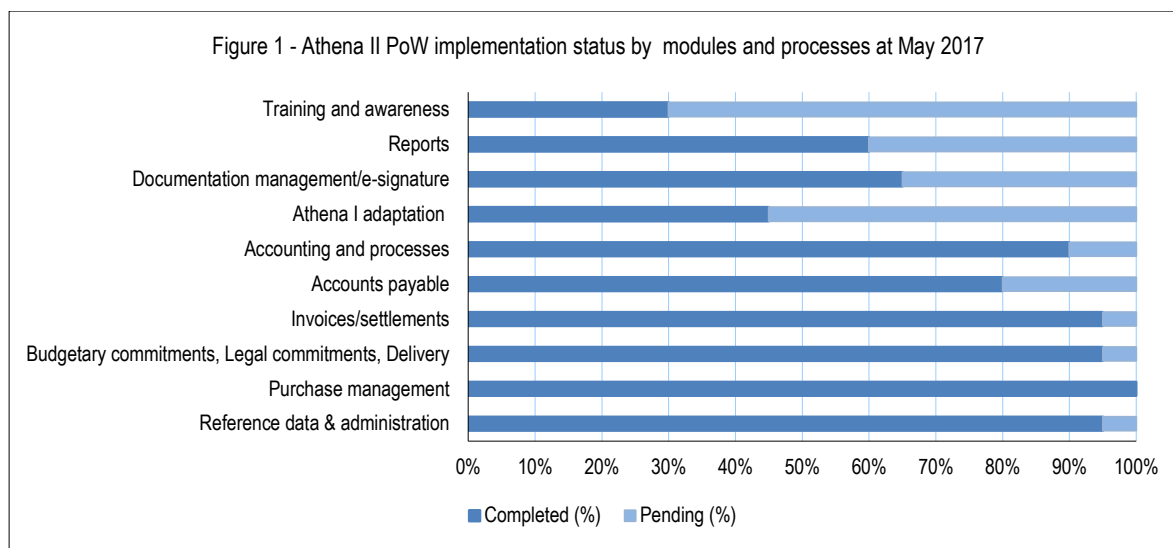 Figure 1 - Athena II PoW implementation status by  modules and processes at May 2017
Training and awareness
Reports
Documentation management/e-signature
Athena I adaptation
Accounting and processes
Accounts payable
Invoices/settlements
Budgetary commitments, Legal commitments, Delivery
Purchase management
Reference data & administration
0% 10% 20% 30% 40% 50% 60% 70% 80% 90% 100%
Completed (%) Pending (%)